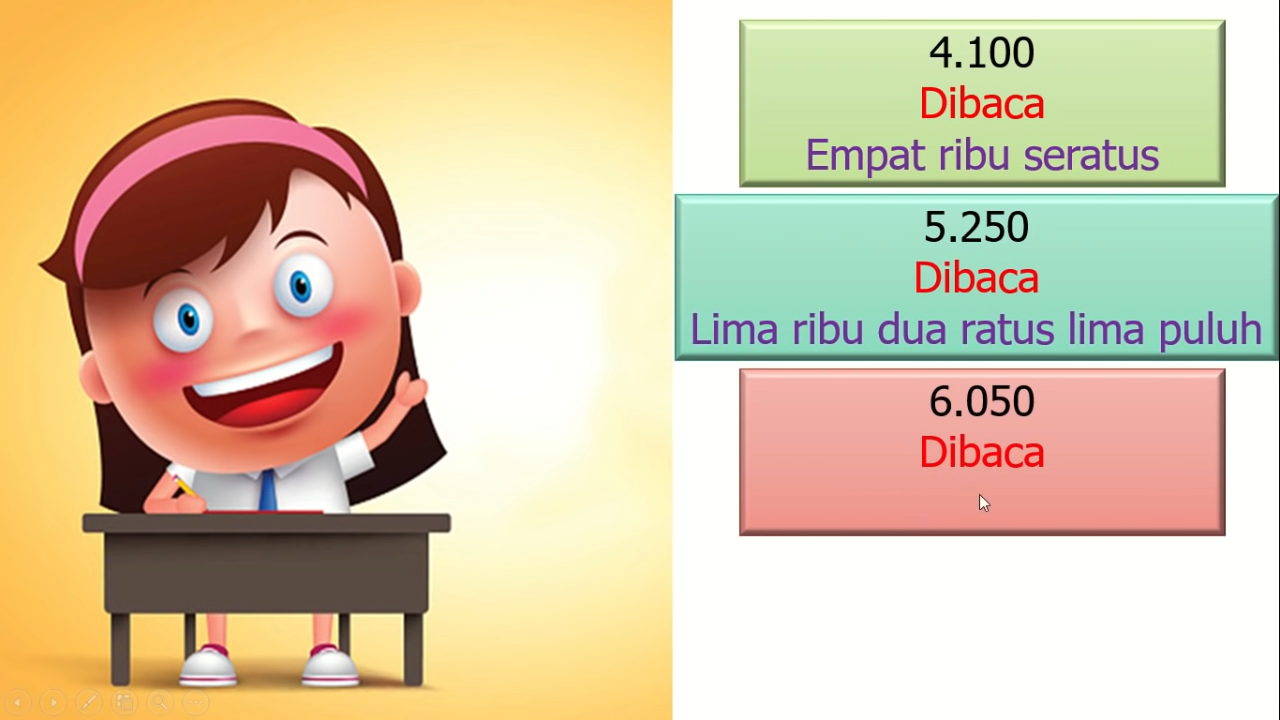 4.100
Dibaca
Empat ribu seratus
5.250
Dibaca
Lima ribu dua ratus lima puluh
6.050
Dibaca